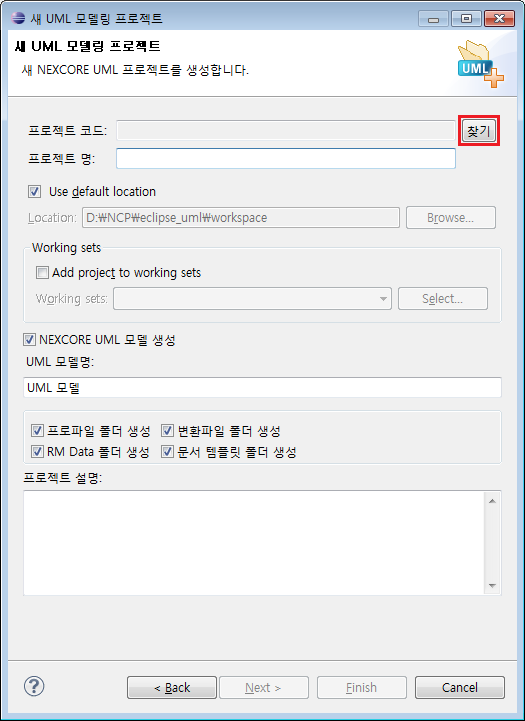 새 UML 모델링 프로젝트
새 UML 모델링 프로젝트
새 NEXCORE UML 프로젝트를 생성합니다.
UML
프로젝트 코드:
찾기
프로젝트 명:
Use default location
Location: D:₩NCP₩eclipse_uml₩workspace Browse...
Working sets
Add project to working sets
Working sets: Select...
NEXCORE UML 모델 생성
UML 모델명:
UML 모델
프로파일 폴더 생성 변환파일 폴더 생성
RM Data 폴더 생성 문서 템플릿 폴더 생성
프로젝트 설명:
? < Back Next > Finish Cancel